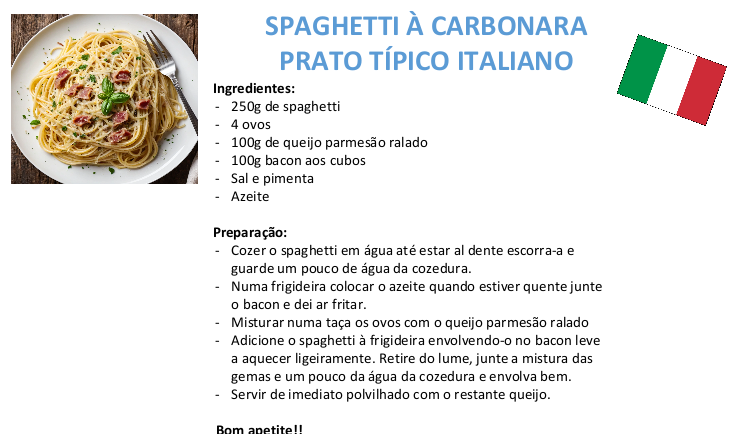 SPAGHETTI À CARBONARA
PRATO TÍPICO ITALIANO
Ingredientes:
- 250g de spaghetti
- 4 ovos
- 100g de queijo parmesão ralado
- 100g bacon aos cubos
- Sal e pimenta
- Azeite
Preparação:
- Cozer o spaghetti em água até estar al dente escorra-a e
guarde um pouco de água da cozedura.
- Numa frigideira colocar o azeite quando estiver quente junte
o bacon e dei ar fritar.
- Misturar numa taça os ovos com o queijo parmesão ralado
- Adicione o spaghetti à frigideira envolvendo-o no bacon leve
a aquecer ligeiramente. Retire do lume, junte a mistura das
gemas e um pouco da água da cozedura e envolva bem.
- Servir de imediato polvilhado com o restante queijo.
Bom apetite!!